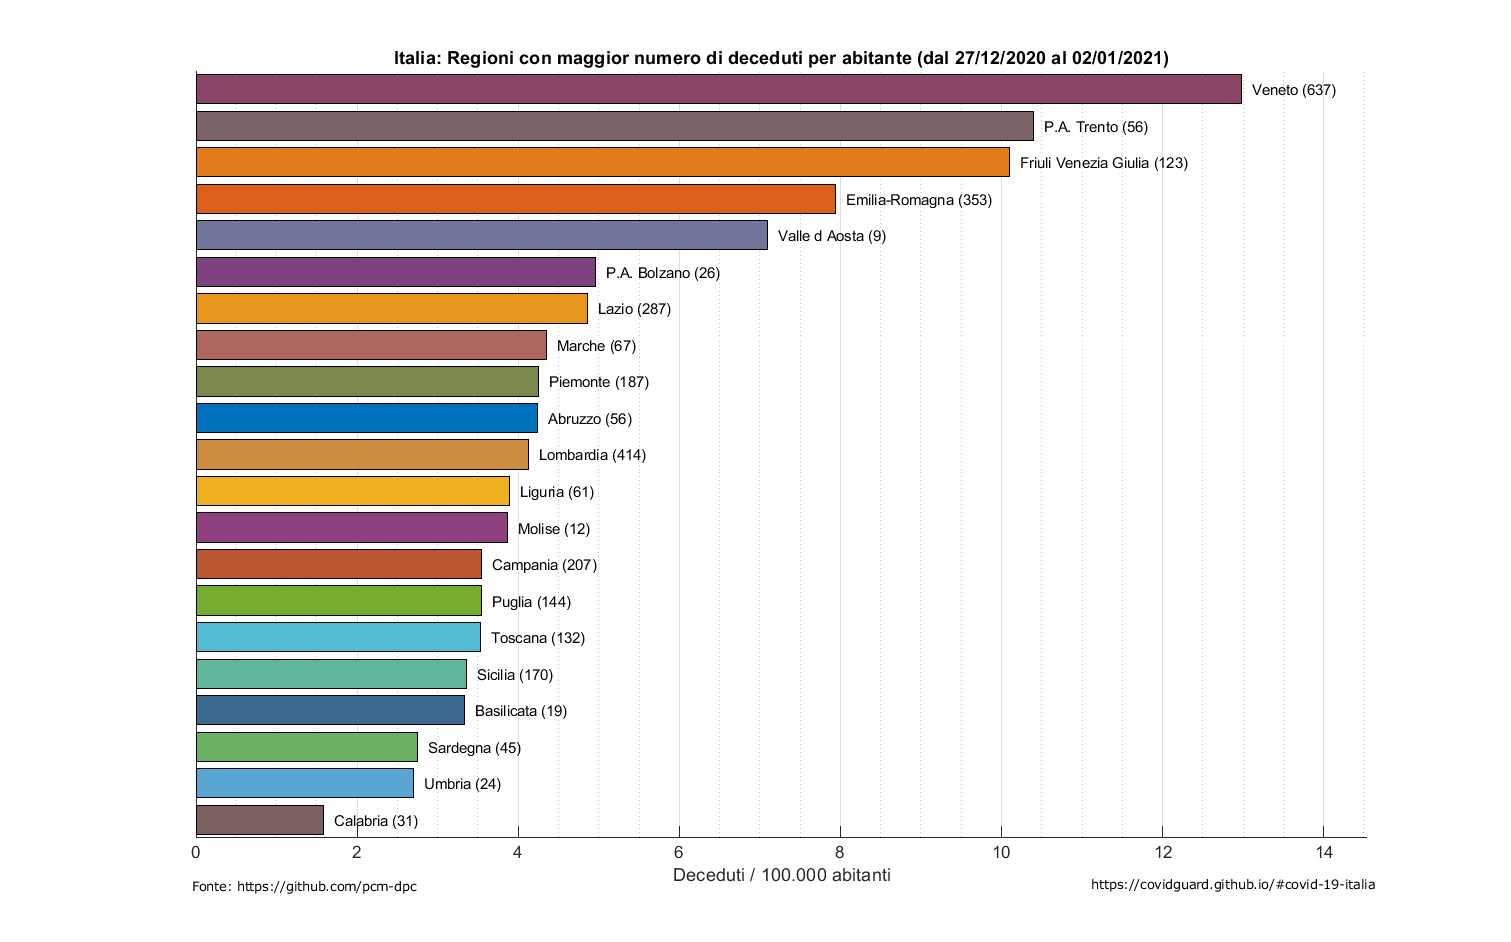 Italia: Regioni con maggior numero di deceduti per abitante (dal 27/12/2020 al 02/01/2021)
Veneto (637)
P.A. Trento (56)
Friuli Venezia Giulia (123)
Emilia-Romagna (353)
Valle d Aosta (9)
P.A. Bolzano (26)
Lazio (287)
Marche (67)
Piemonte (187)
Abruzzo (56)
Lombardia (414)
Liguria (61)
Molise (12)
Campania (207)
Puglia (144)
Toscana (132)
Sicilia (170)
Basilicata (19)
Sardegna (45)
Umbria (24)
Calabria (31)
0 2 4 6 8 10 12 14
Deceduti / 100.000 abitanti
Fonte: https://github.com/pcm-dpc
https://covidguard.github.io/#covid-19-italia